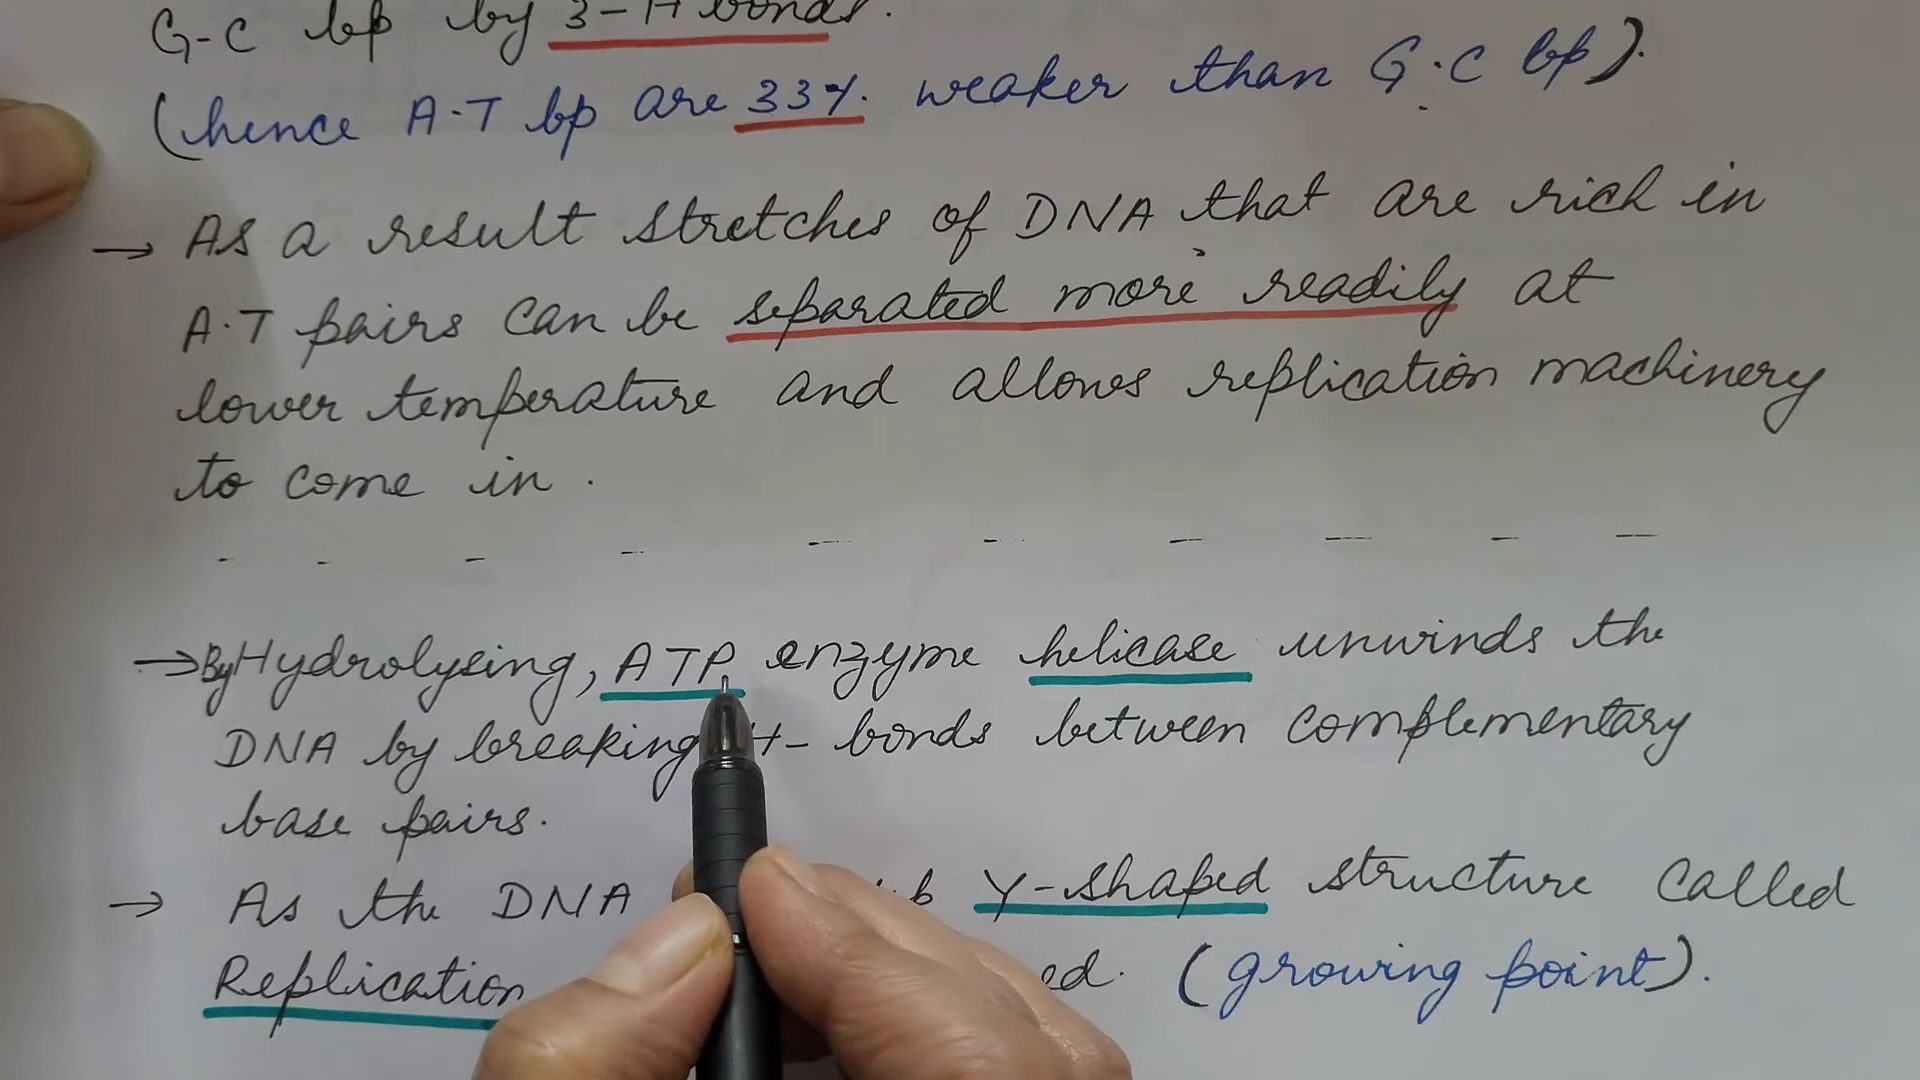 G-C bp by 3-H bonds.
(hence A·T bp are 33% weaker than G·C bp).
→ As a result stretches of DNA that are rich in
A·T pairs can be separated more readily at
lower temperature and allows replication machinery
to come in.
→ By Hydrolysing, ATP enzyme helicase unwinds the
DNA by breaking H- bonds between complementary
base pairs.
→ As the DNA Y-shaped structure called
Replication (growing point).